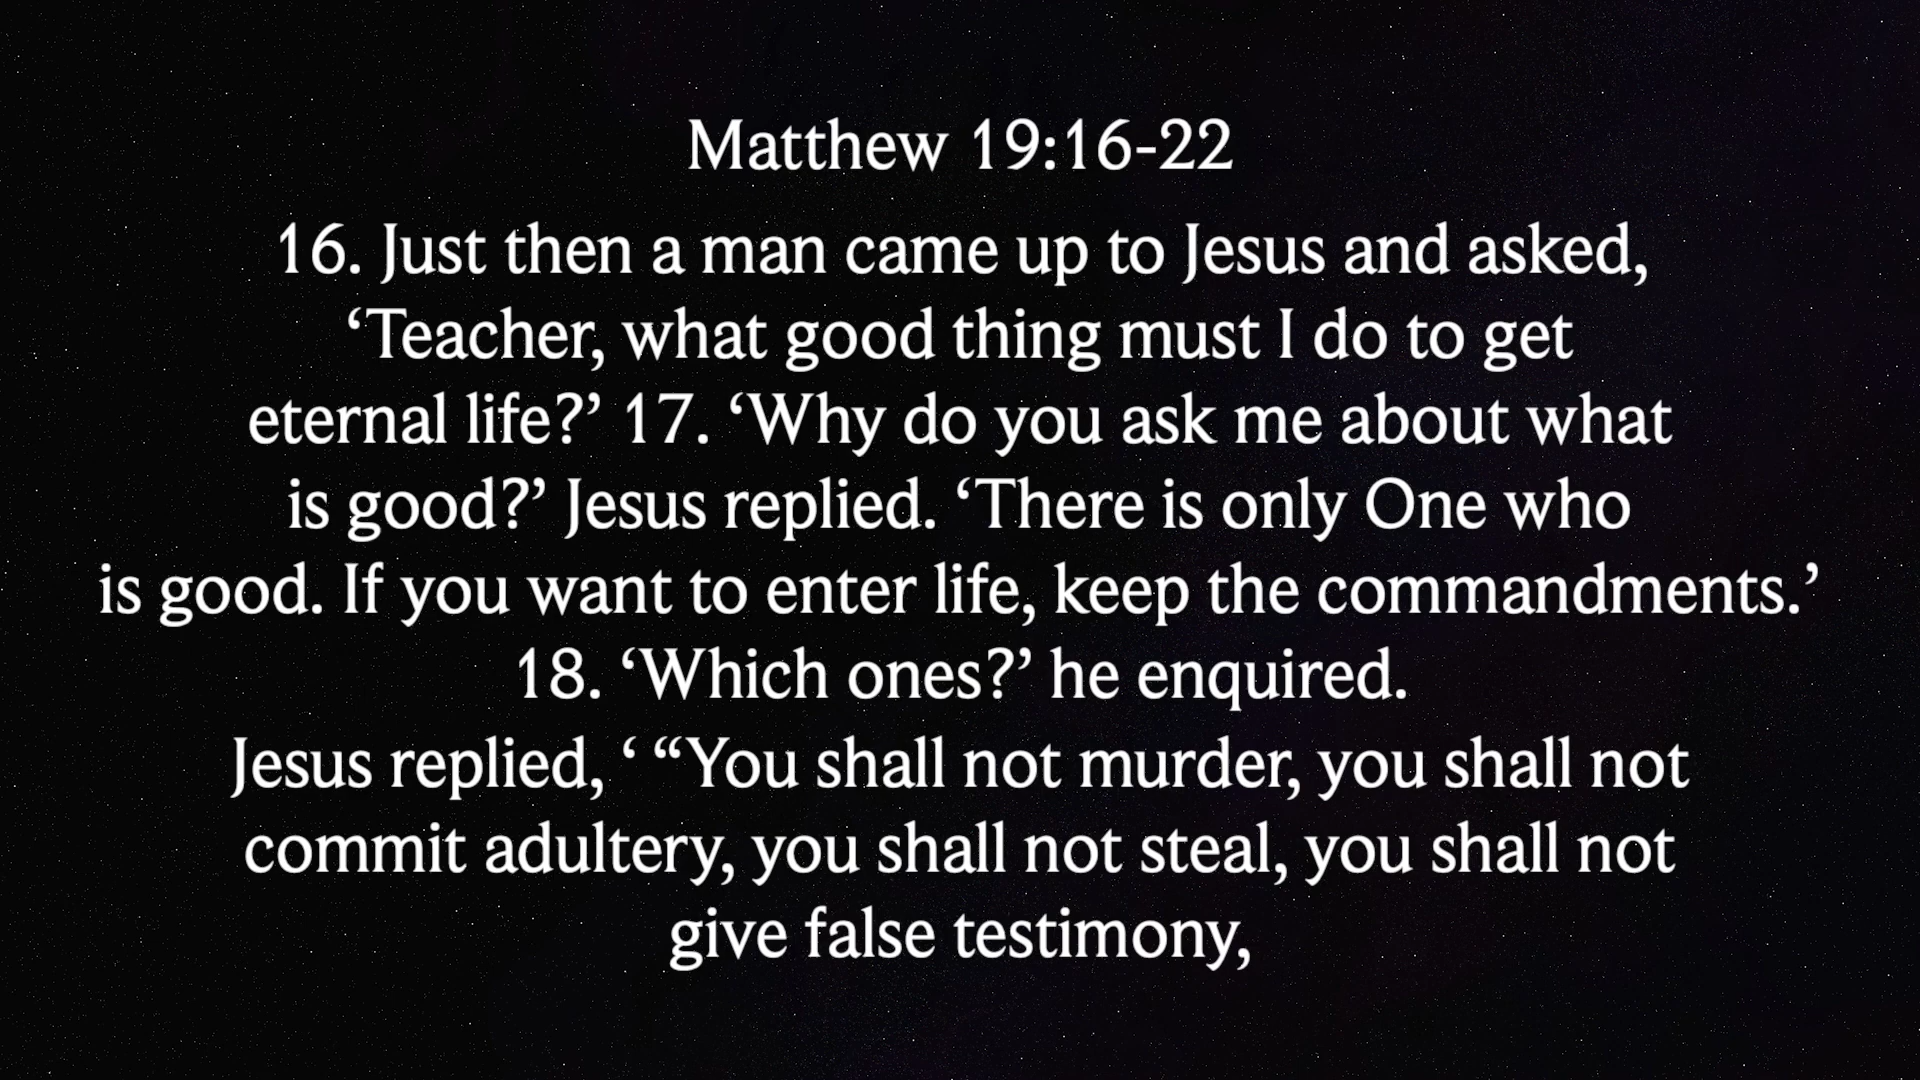 Matthew 19:16-22
16. Just then a man came up to Jesus and asked,
‘Teacher, what good thing must I do to get
eternal life?’ 17. ‘Why do you ask me about what
is good?’ Jesus replied. ‘There is only One who
is good. If you want to enter life, keep the commandments.’
18. ‘Which ones?’ he enquired.
Jesus replied, ‘ “You shall not murder, you shall not
commit adultery, you shall not steal, you shall not
give false testimony,